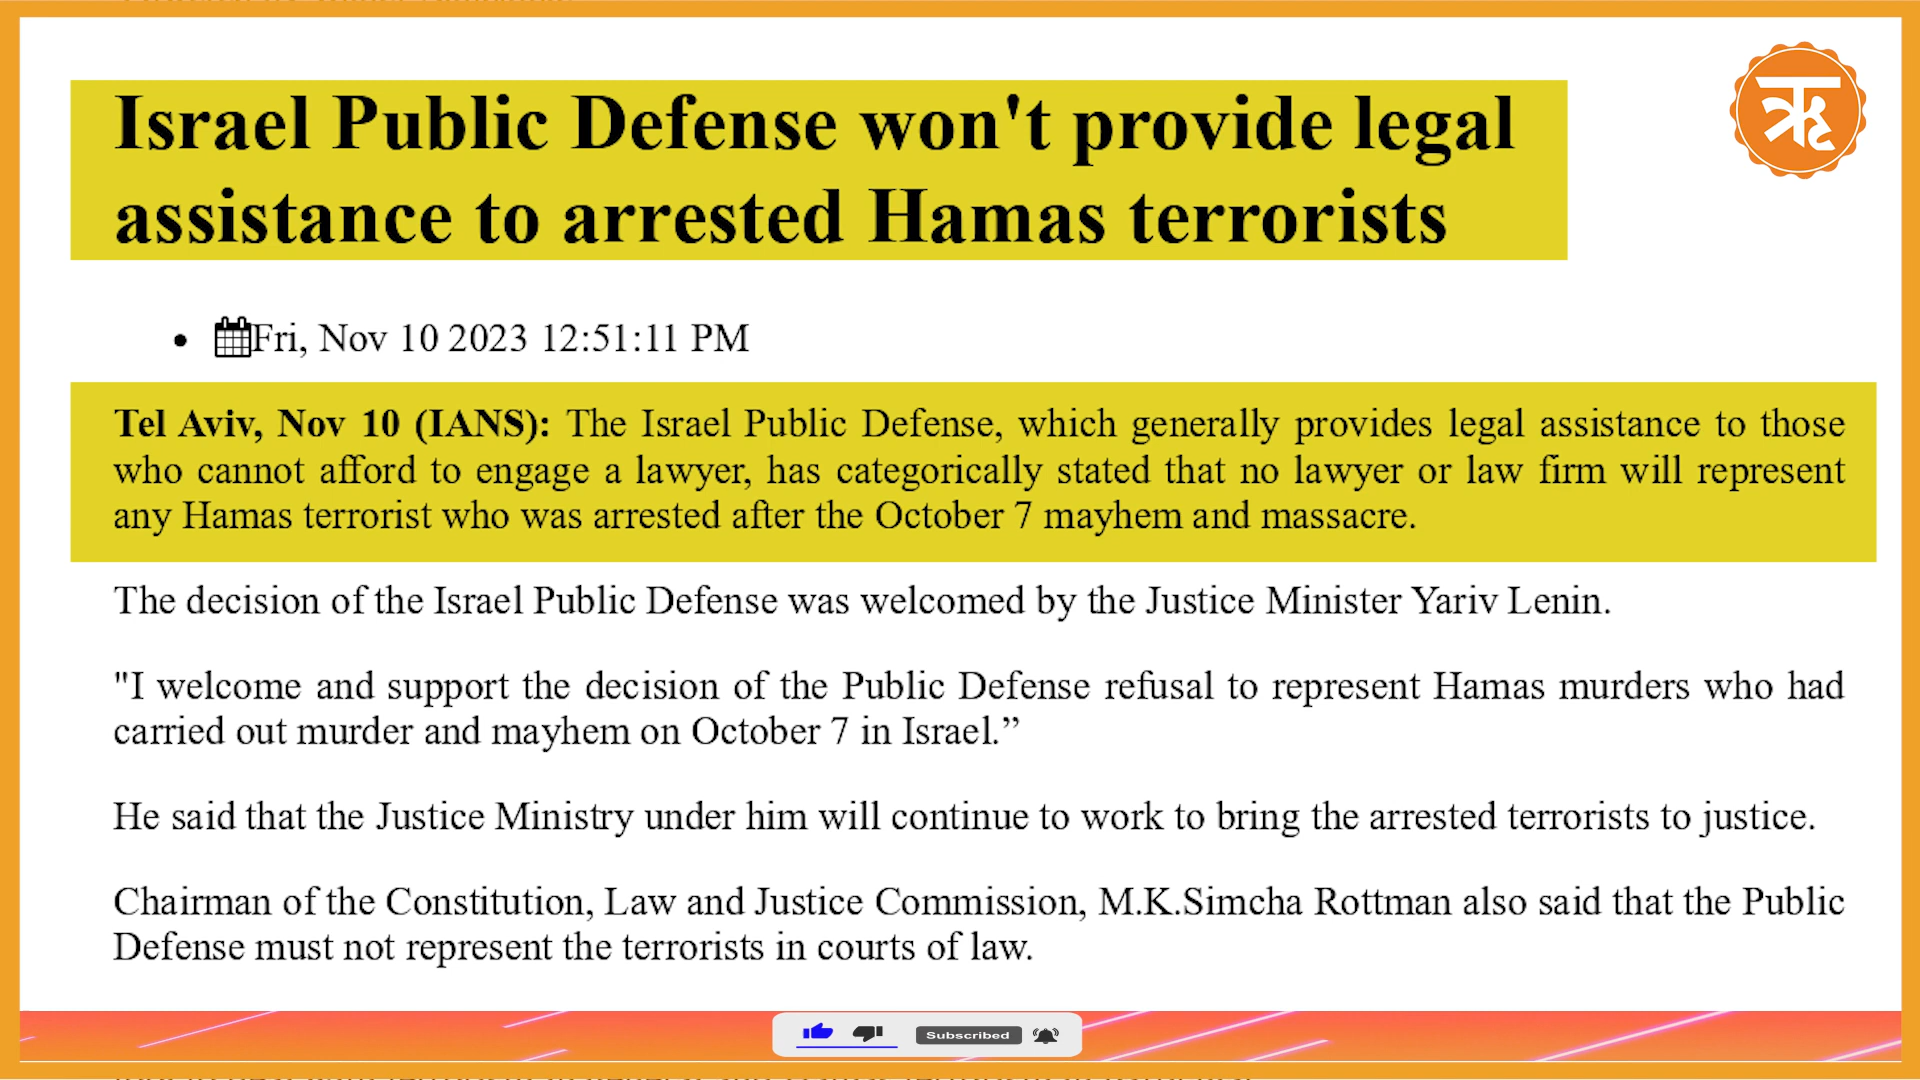 Israel Public Defense won't provide legal
assistance to arrested Hamas terrorists
ऋ
Fri, Nov 10 2023 12:51:11 PM
Tel Aviv, Nov 10 (IANS): The Israel Public Defense, which generally provides legal assistance to those
who cannot afford to engage a lawyer, has categorically stated that no lawyer or law firm will represent
any Hamas terrorist who was arrested after the October 7 mayhem and massacre.
The decision of the Israel Public Defense was welcomed by the Justice Minister Yariv Lenin.
"I welcome and support the decision of the Public Defense refusal to represent Hamas murders who had
carried out murder and mayhem on October 7 in Israel.”
He said that the Justice Ministry under him will continue to work to bring the arrested terrorists to justice.
Chairman of the Constitution, Law and Justice Commission, M.K.Simcha Rottman also said that the Public
Defense must not represent the terrorists in courts of law.
Subscribed